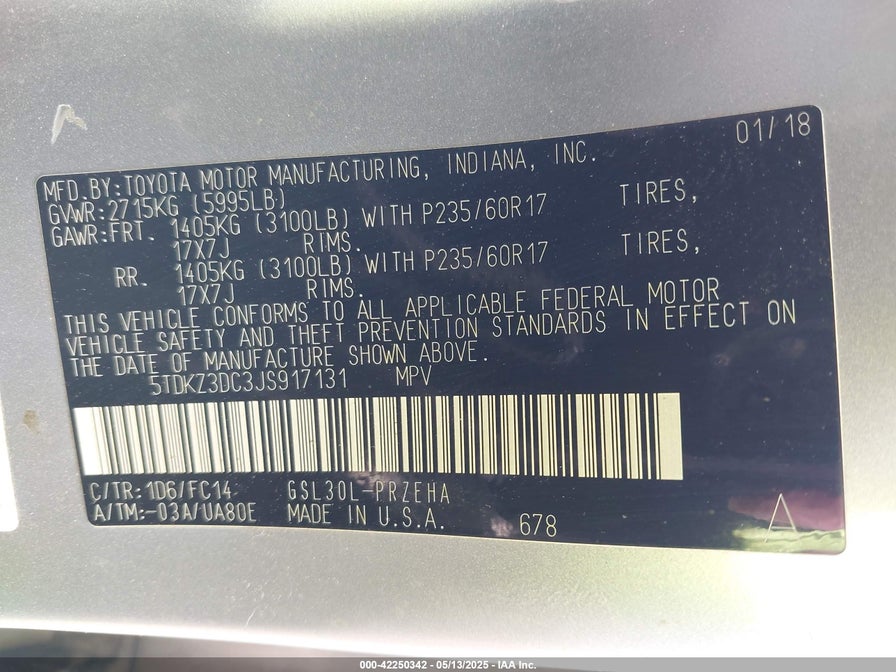 01/18
MFD.BY:TOYOTA MOTOR MANUFACTURING, INDIANA, INC.
GVWR:2715KG (5995LB)
GAWR:FRT. 1405KG (3100LB) WITH P235/60R17 TIRES,
17X7J RIMS.
RR. 1405KG (3100LB) WITH P235/60R17 TIRES,
17X7J RIMS.
THIS VEHICLE CONFORMS TO ALL APPLICABLE FEDERAL MOTOR
VEHICLE SAFETY AND THEFT PREVENTION STANDARDS IN EFFECT ON
THE DATE OF MANUFACTURE SHOWN ABOVE.
5TDKZ3DC3JS917131 MPV
C/TR:1D6/FC14 GSL30L-PRZEHA
A/TM:-03A/UA80E MADE IN U.S.A. 678 A
000-42250342 - 05/13/2025 - IAA Inc.